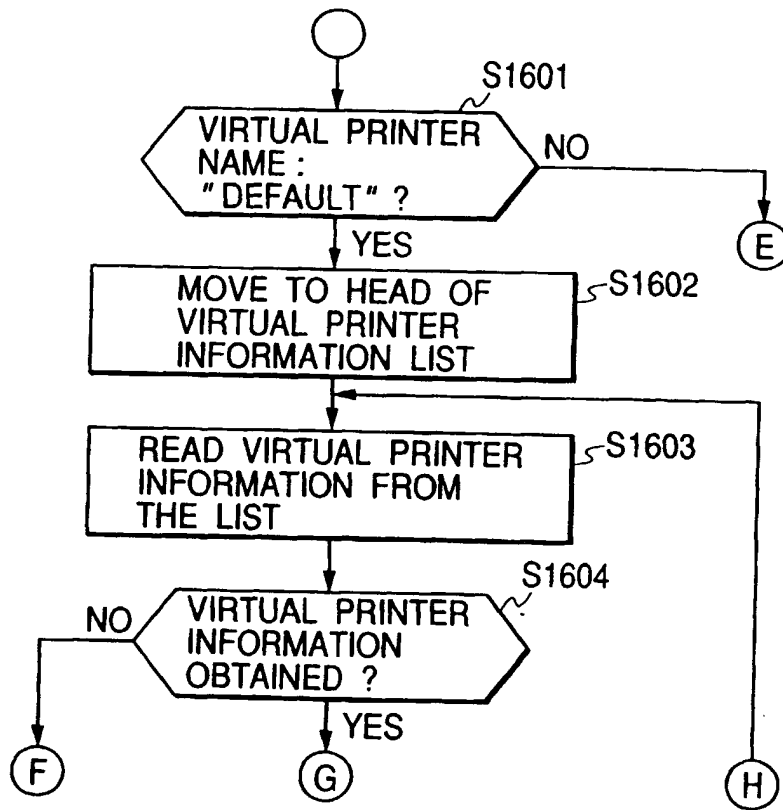 S1601
VIRTUAL PRINTER
NAME :
"DEFAULT" ?
NO
E
YES
MOVE TO HEAD OF
VIRTUAL PRINTER
INFORMATION LIST
S1602
READ VIRTUAL PRINTER
INFORMATION FROM
THE LIST
S1603
S1604
VIRTUAL PRINTER
INFORMATION
OBTAINED ?
NO
YES
F
G
H